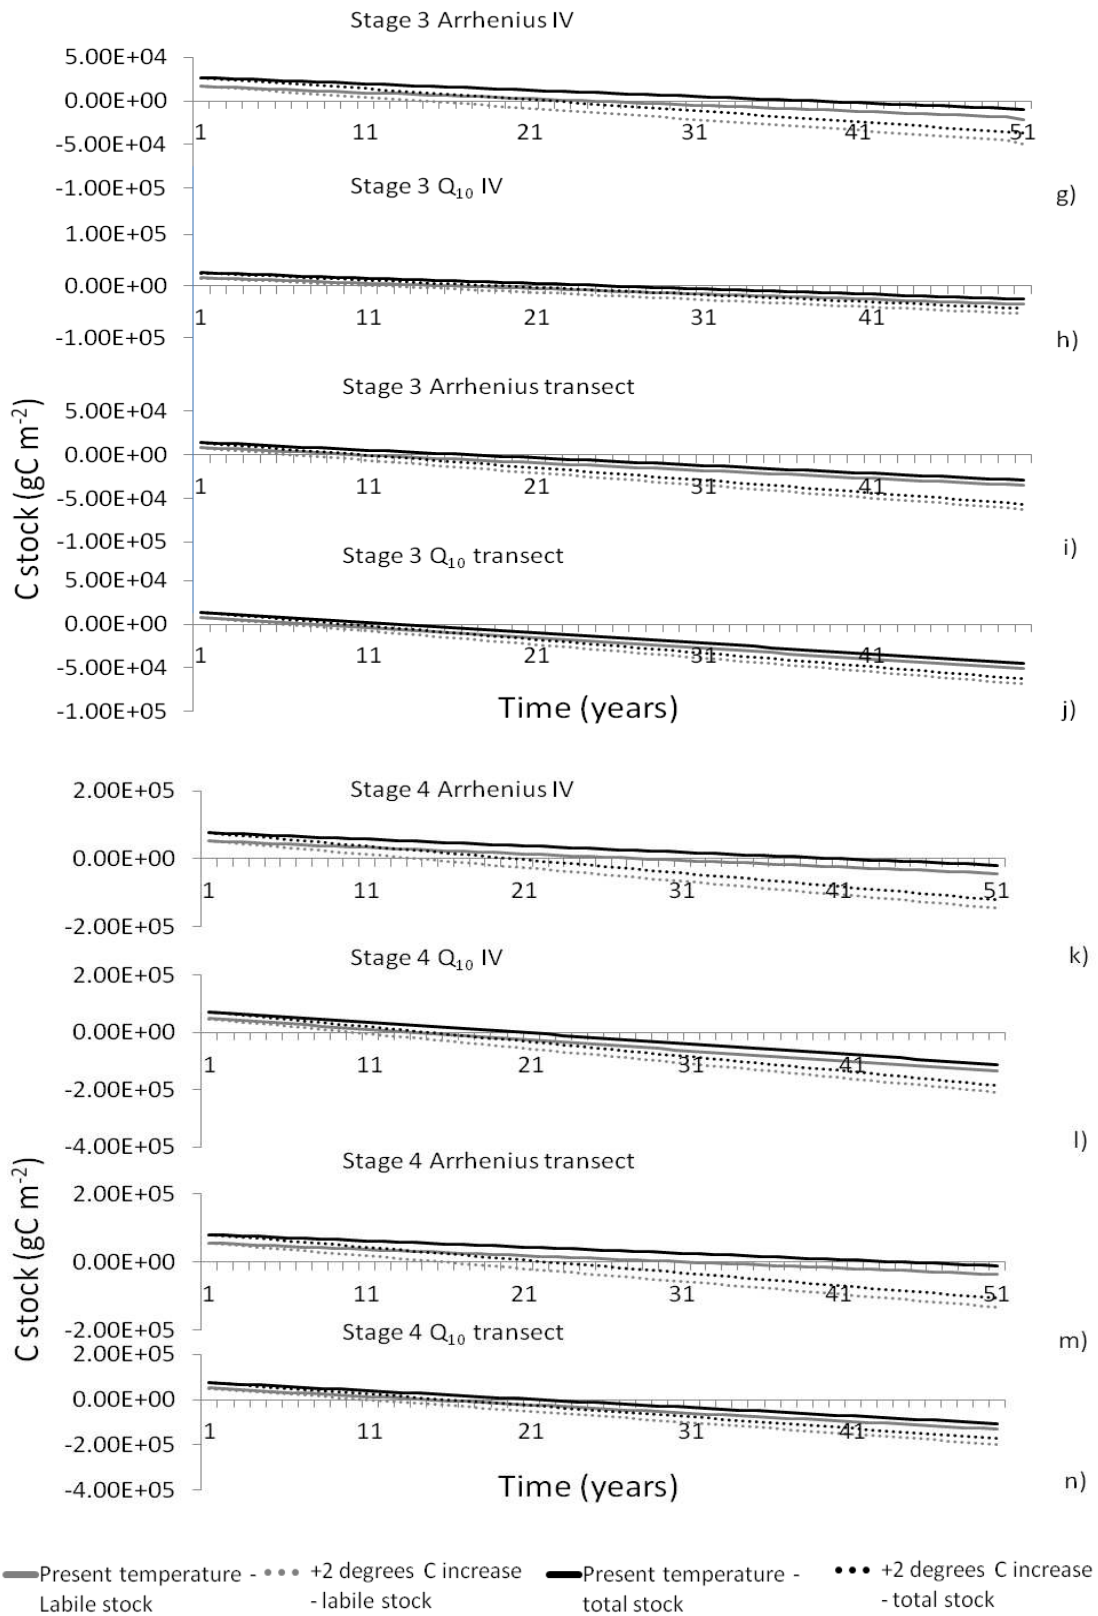 Stage 3 Arrhenius IV
5.00E+04
0.00E+00
1 11 21 31 41 51
-5.00E+04
-1.00E+05
g)
Stage 3 Q10 IV
1.00E+05
0.00E+00
1 11 21 31 41
-1.00E+05
h)
Stage 3 Arrhenius transect
5.00E+04
0.00E+00
1 11 21 31 41
-5.00E+04
-1.00E+05
i)
Stage 3 Q10 transect
5.00E+04
0.00E+00
1 11 21 31 41
-5.00E+04
-1.00E+05
j)
C stock (gC m-2)
Time (years)
Stage 4 Arrhenius IV
2.00E+05
0.00E+00
1 11 21 31 41 51
-2.00E+05
k)
Stage 4 Q10 IV
2.00E+05
0.00E+00
1 11 21 31 41
-2.00E+05
-4.00E+05
l)
Stage 4 Arrhenius transect
2.00E+05
0.00E+00
1 11 21 31 41 51
-2.00E+05
m)
Stage 4 Q10 transect
2.00E+05
0.00E+00
1 11 21 31 41
-2.00E+05
-4.00E+05
n)
C stock (gC m-2)
Time (years)
Present temperature -
Labile stock
+2 degrees C increase
- labile stock
Present temperature -
total stock
+2 degrees C increase
- total stock